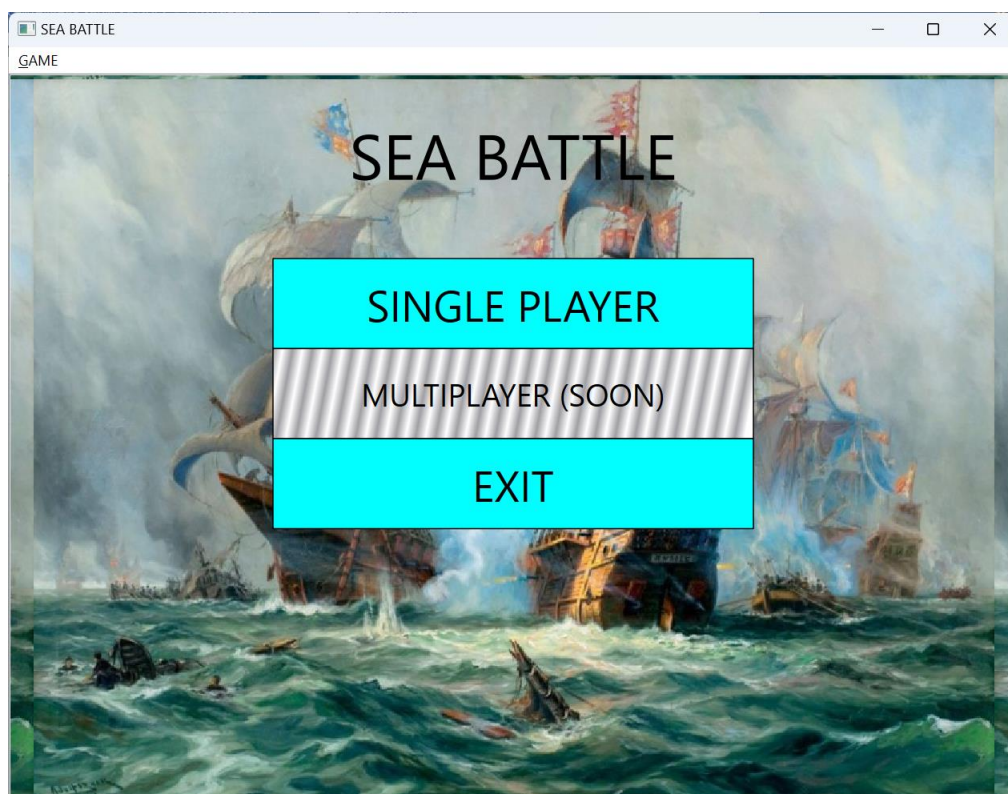 SEA BATTLE
GAME
SEA BATTLE
SINGLE PLAYER
MULTIPLAYER (SOON)
EXIT